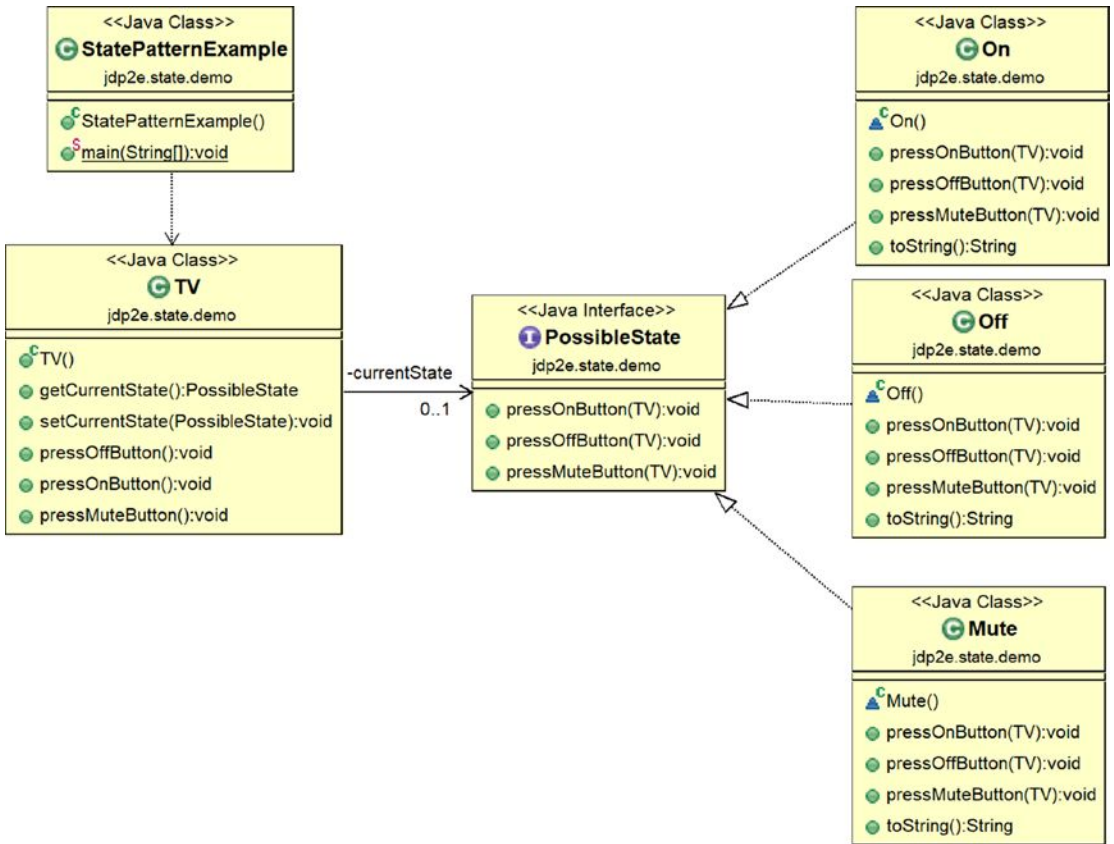 <<Java Class>>
StatePatternExample
jdp2e.state.demo
StatePatternExample()
main(String[]):void
<<Java Class>>
TV
jdp2e.state.demo
TV()
getCurrentState():PossibleState
setCurrentState(PossibleState):void
pressOffButton():void
pressOnButton():void
pressMuteButton():void
-currentState
0..1
<<Java Interface>>
PossibleState
jdp2e.state.demo
pressOnButton(TV):void
pressOffButton(TV):void
pressMuteButton(TV):void
<<Java Class>>
On
jdp2e.state.demo
On()
pressOnButton(TV):void
pressOffButton(TV):void
pressMuteButton(TV):void
toString():String
<<Java Class>>
Off
jdp2e.state.demo
Off()
pressOnButton(TV):void
pressOffButton(TV):void
pressMuteButton(TV):void
toString():String
<<Java Class>>
Mute
jdp2e.state.demo
Mute()
pressOnButton(TV):void
pressOffButton(TV):void
pressMuteButton(TV):void
toString():String